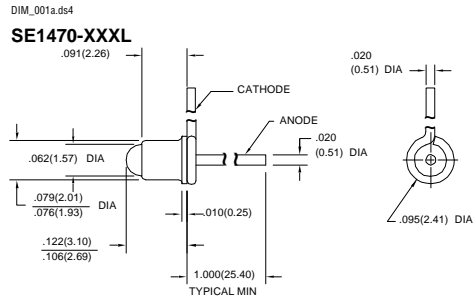 DIM_001a.ds4
SE1470-XXXL
.091(2.26)
.020
(0.51) DIA
CATHODE
ANODE
.020
(0.51) DIA
.062(1.57) DIA
.079(2.01)
.076(1.93) DIA
.010(0.25)
.095(2.41) DIA
.122(3.10)
.106(2.69)
1.000(25.40)
TYPICAL MIN